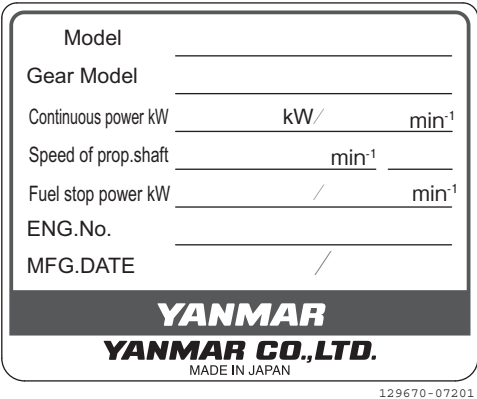 Model
Gear Model
Continuous power kW kW/ min-1
Speed of prop.shaft min-1
Fuel stop power kW / min-1
ENG.No.
MFG.DATE /
YANMAR
YANMAR CO.,LTD.
MADE IN JAPAN
129670-07201